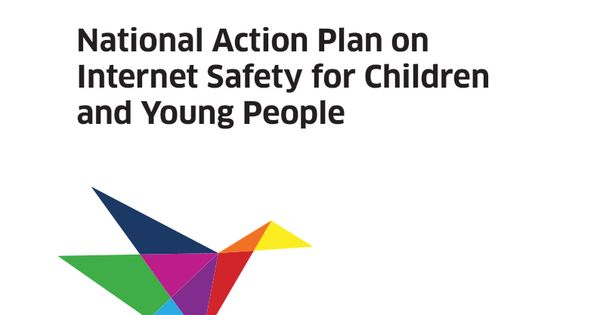 National Action Plan on
Internet Safety for Children
and Young People